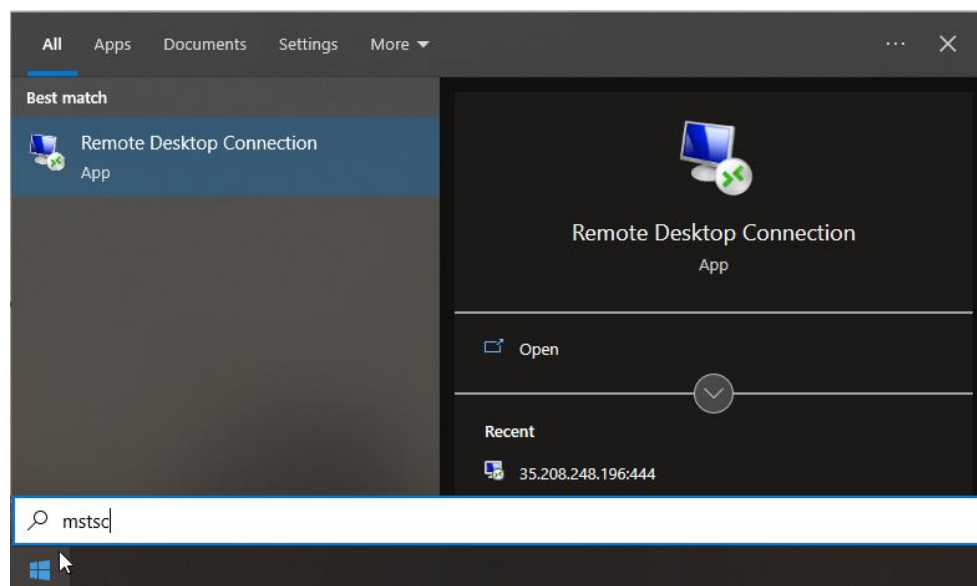 All Apps Documents Settings More
Best match
Remote Desktop Connection
App
Remote Desktop Connection
App
Open
Recent
35.208.248.196:444
mstsc